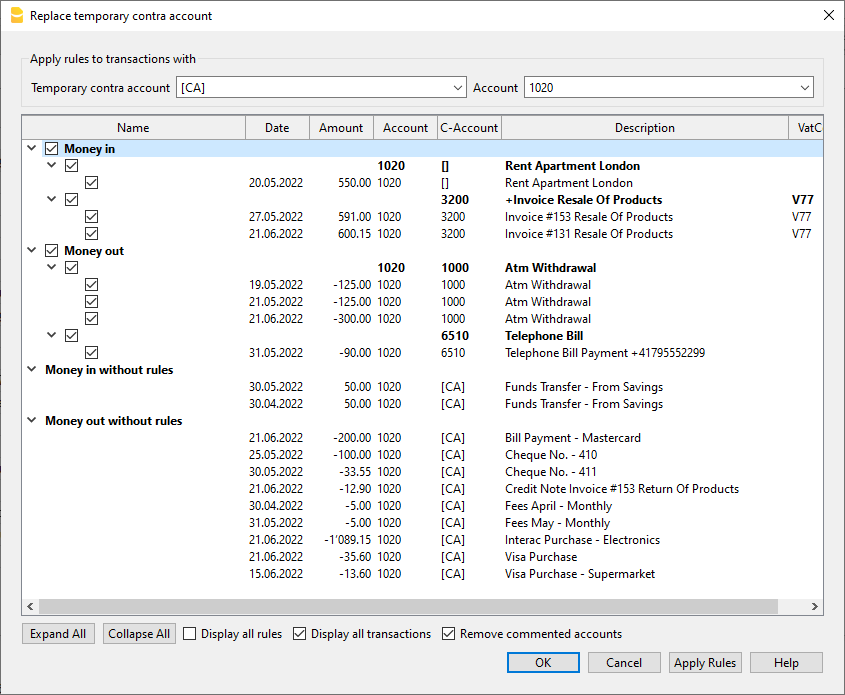 Replace temporary contra account
Apply rules to transactions with
Temporary contra account [CA] Account 1020
Name Date Amount Account C-Account Description VatC
Money in
1020 [] Rent Apartment London
20.05.2022 550.00 1020 [] Rent Apartment London
3200 +Invoice Resale Of Products V77
27.05.2022 591.00 1020 3200 Invoice #153 Resale Of Products V77
21.06.2022 600.15 1020 3200 Invoice #131 Resale Of Products V77
Money out
1020 1000 Atm Withdrawal
19.05.2022 -125.00 1020 1000 Atm Withdrawal
21.05.2022 -125.00 1020 1000 Atm Withdrawal
21.06.2022 -300.00 1020 1000 Atm Withdrawal
6510 Telephone Bill
31.05.2022 -90.00 1020 6510 Telephone Bill Payment +41795552299
Money in without rules
30.05.2022 50.00 1020 [CA] Funds Transfer - From Savings
30.04.2022 50.00 1020 [CA] Funds Transfer - From Savings
Money out without rules
21.06.2022 -200.00 1020 [CA] Bill Payment - Mastercard
25.05.2022 -100.00 1020 [CA] Cheque No. - 410
30.05.2022 -33.55 1020 [CA] Cheque No. - 411
21.06.2022 -12.90 1020 [CA] Credit Note Invoice #153 Return Of Products
30.04.2022 -5.00 1020 [CA] Fees April - Monthly
31.05.2022 -5.00 1020 [CA] Fees May - Monthly
21.06.2022 -1'089.15 1020 [CA] Interac Purchase - Electronics
21.06.2022 -35.60 1020 [CA] Visa Purchase
15.06.2022 -13.60 1020 [CA] Visa Purchase - Supermarket
Expand All Collapse All Display all rules Display all transactions Remove commented accounts
OK Cancel Apply Rules Help